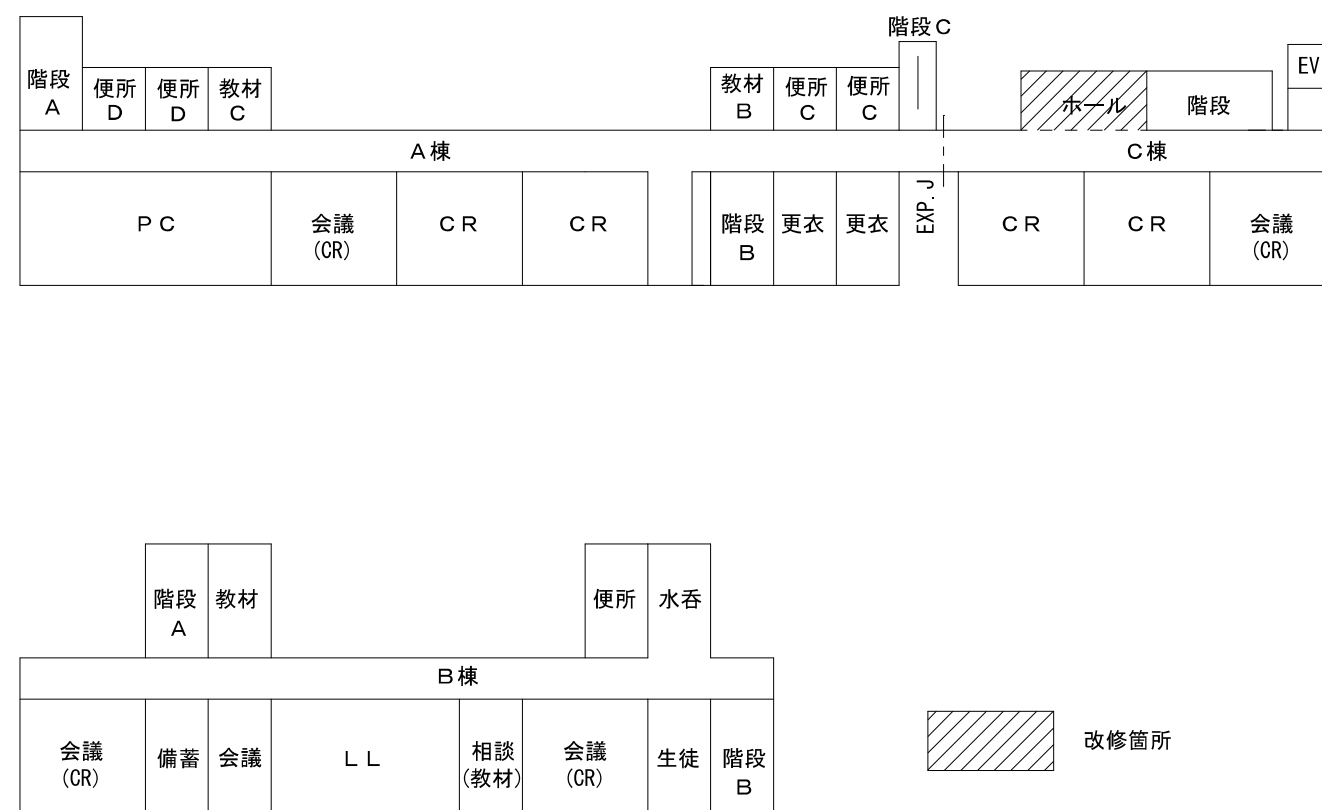 階段C
階段
A
便所
D
便所
D
教材
C
教材
B
便所
C
便所
C
ホール
階段
EV
A棟
C棟
PC
会議
(CR)
CR
CR
階段
B
更衣
更衣
EXP.J
CR
CR
会議
(CR)
階段
A
教材
便所
水呑
B棟
会議
(CR)
備蓄
会議
LL
相談
(教材)
会議
(CR)
生徒
階段
B
改修箇所